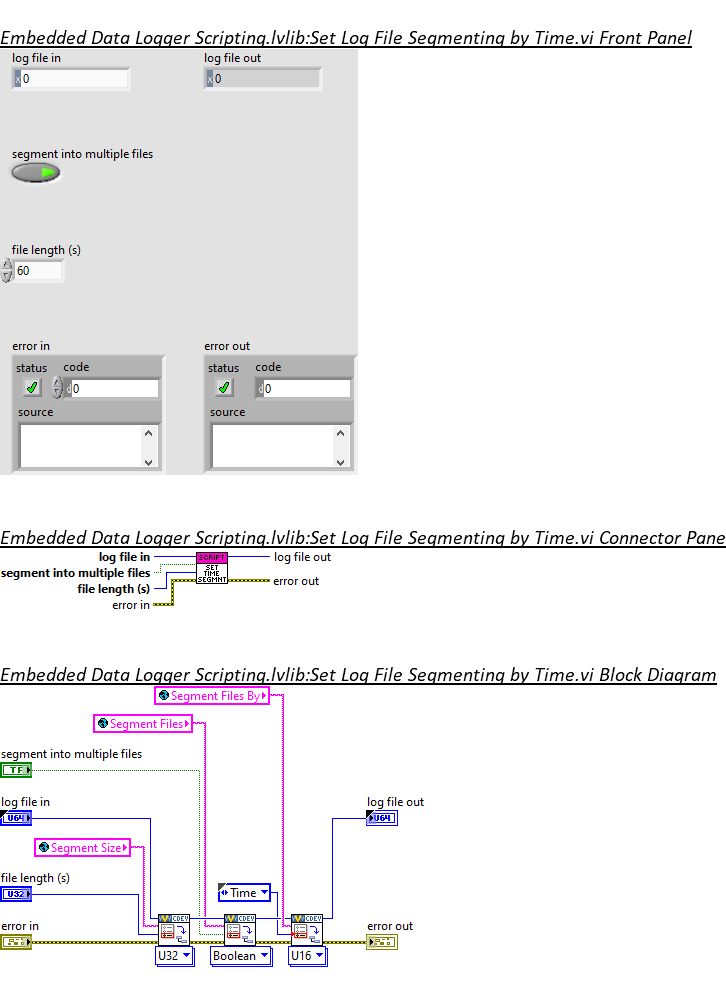 Embedded Data Logger Scripting.lvlib:Set Log File Segmenting by Time.vi Front Panel
log file in
log file out
x 0
x 0
segment into multiple files
file length (s)
60
error in
error out
status code
status code
d 0
d 0
source
source
Embedded Data Logger Scripting.lvlib:Set Log File Segmenting by Time.vi Connector Pane
log file in
log file out
SCRIPT
SET
TIME
SEGMNT
segment into multiple files
file length (s)
error out
error in
Embedded Data Logger Scripting.lvlib:Set Log File Segmenting by Time.vi Block Diagram
Segment Files By
Segment Files
segment into multiple files
TF
log file in
log file out
U64
U64
Segment Size
file length (s)
U32
Time
error in
CDEV
CDEV
CDEV
error out
U32
Boolean
U16